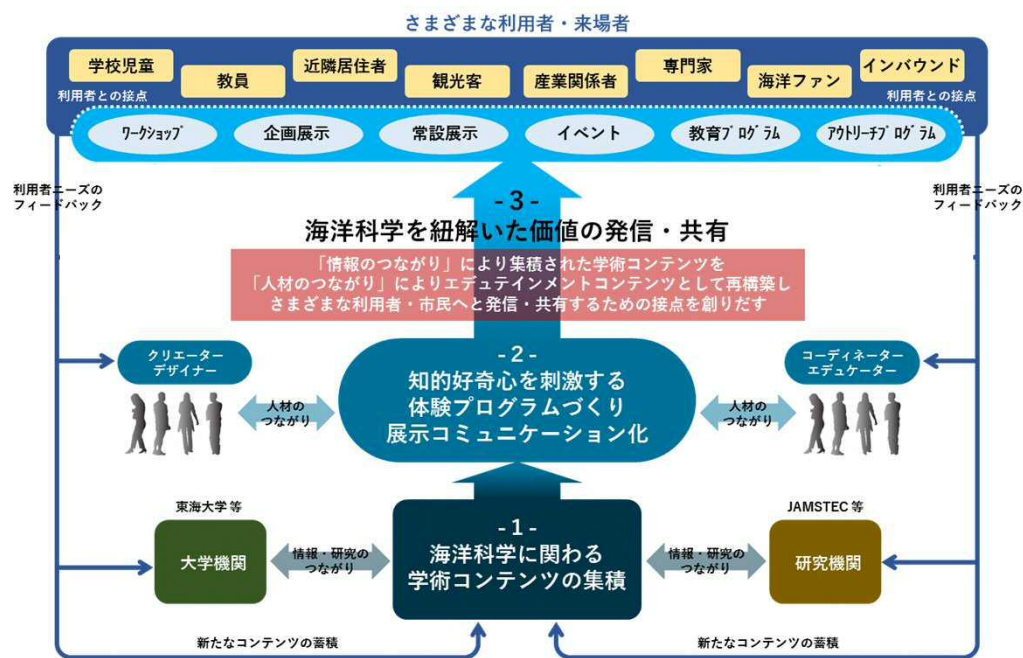 さまざまな利用者・来場者
学校児童
教員
近隣居住者
観光客
産業関係者
専門家
海洋ファン
インバウンド
利用者との接点
利用者との接点
ﾜｰｸｼｮｯﾌﾟ
企画展示
常設展示
イベント
教育ﾌﾟﾛｸﾞﾗﾑ
ｱｳﾄﾘｰﾁﾌﾟﾛｸﾞﾗﾑ
利用者ニーズの
フィードバック
利用者ニーズの
フィードバック
- 3 -
海洋科学を紐解いた価値の発信・共有
「情報のつながり」により集積された学術コンテンツを
「人材のつながり」によりエデュテインメントコンテンツとして再構築し
さまざまな利用者・市民へと発信・共有するための接点を創りだす
クリエーター
デザイナー
- 2 -
知的好奇心を刺激する
体験プログラムづくり
展示コミュニケーション化
コーディネーター
エデュケーター
人材の
つながり
人材の
つながり
東海大学 等
大学機関
情報・研究の
つながり
- 1 -
海洋科学に関わる
学術コンテンツの集積
情報・研究の
つながり
JAMSTEC 等
研究機関
新たなコンテンツの蓄積
新たなコンテンツの蓄積